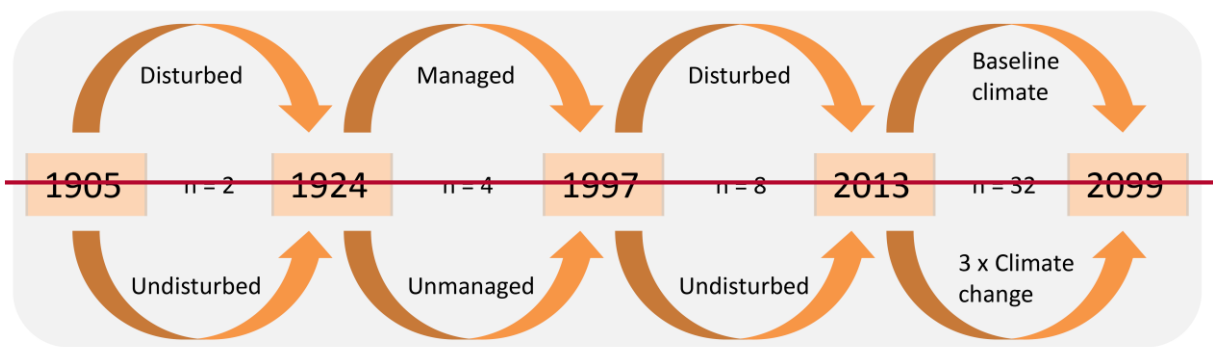 Disturbed
Managed
Disturbed
Baseline
climate
1905
n = 2
1924
n = 4
1997
n = 8
2013
n = 32
2099
Undisturbed
Unmanaged
Undisturbed
3 x Climate
change